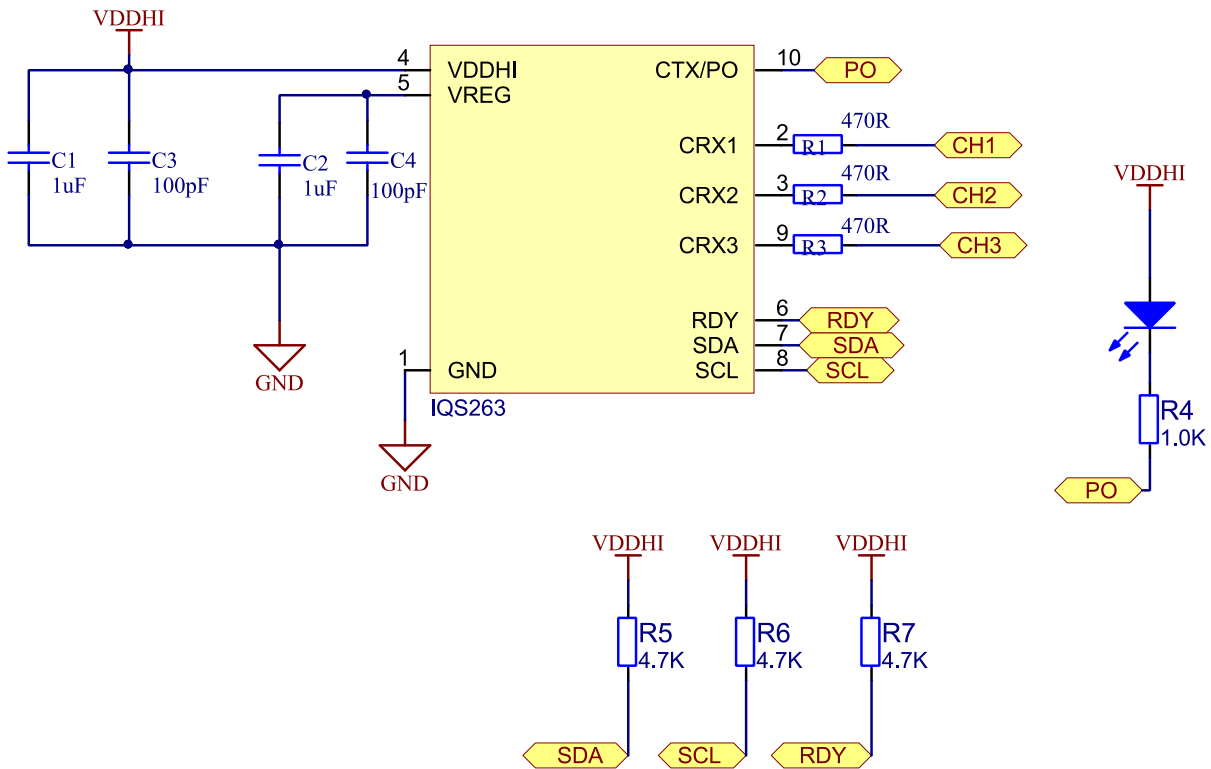 VDDHI
C1
1uF
C3
100pF
C2
1uF
C4
100pF
GND
4
VDDHI
5
VREG
1
GND
GND
IQS263
CTX/PO
10
PO
CRX1
2
R1
470R
CH1
CRX2
3
R2
470R
CH2
CRX3
9
R3
470R
CH3
RDY
6
RDY
SDA
7
SDA
SCL
8
SCL
VDDHI
R4
1.0K
PO
VDDHI
R5
4.7K
SDA
VDDHI
R6
4.7K
SCL
VDDHI
R7
4.7K
RDY